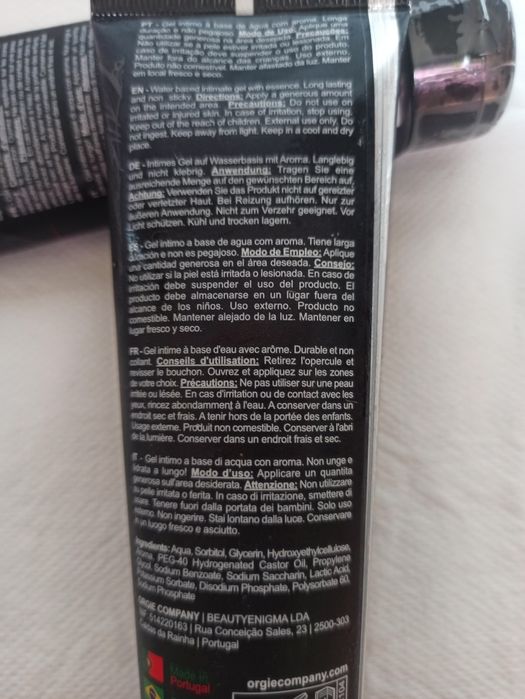 PT - Gel íntimo à base de água com aroma. Longa
duração e não pegajoso. Modo de Uso: Aplique uma
quantidade generosa na área desejada. Precauções:
Não utilizar se a pele estiver irritada ou lesionada. Em
caso de irritação deve suspender o uso do produto.
Manter fora do alcance das crianças. Uso externo.
Produto não comestível. Manter afastado da luz. Manter
em local fresco e seco.
EN - Water based intimate gel with essence. Long lasting
and non sticky. Directions: Apply a generous amount
on the intended area. Precautions: Do not use on
irritated or injured skin. In case of irritation, stop using.
Keep out of the reach of children. External use only. Do
not ingest. Keep away from light. Keep in a cool and dry
place.
DE - Intimes Gel auf Wasserbasis mit Aroma. Langlebig
und nicht klebrig. Anwendung: Tragen Sie eine
ausreichende Menge auf den gewünschten Bereich auf.
Achtung: Verwenden Sie das Produkt nicht auf gereizter
oder verletzter Haut. Bei Reizung aufhören. Nur zur
äußeren Anwendung. Nicht zum Verzehr geeignet. Vor
Licht schützen. Kühl und trocken lagern.
ES - Gel intimo a base de agua com aroma. Tiene larga
duración e non es pegajoso. Modo de Empleo: Aplique
una cantidad generosa en el área deseada. Consejo:
No utilizar si la piel está irritada o lesionada. En caso de
irritación debe suspender el uso del producto. El
producto debe almacenarse en un lugar fuera del
alcance de los niños. Uso externo. Producto no
comestible. Mantener alejado de la luz. Mantener en
lugar fresco y seco.
FR - Gel intime à base d'eau avec arôme. Durable et non
collant. Conseils d'utilisation: Retirez l'opercule et
revisser le bouchon. Ouvrez et appliquez sur les zones
de votre choix. Précautions: Ne pas utiliser sur une peau
irritée ou lésée. En cas d'irritation ou de contact avec les
yeux, rincez abondamment à l'eau. A conserver dans un
endroit sec et frais. A tenir hors de la portée des enfants.
Usage externe. Produit non comestible. Conserver à l'abri
de la lumière. Conserver dans un endroit frais et sec.
IT - Gel intimo a base di acqua con aroma. Non unge e
idrata a lungo! Modo d'uso: Applicare un quantita
generosa sull'area desiderata. Attenzione: Non utilizzare
su pelle irritata o ferita. In caso di irritazione, smettere di
usare. Tenere fuori dalla portata dei bambini. Solo uso
esterno. Non ingerire. Stai lontano dalla luce. Conservare
in un luogo fresco e asciutto.
Ingredients: Aqua, Sorbitol, Glycerin, Hydroxyethylcellulose,
Aroma, PEG-40 Hydrogenated Castor Oil, Propylene
Glycol, Sodium Benzoate, Sodium Saccharin, Lactic Acid,
Potassium Sorbate, Disodium Phosphate, Polysorbate 60,
Sodium Phosphate
ORGIE COMPANY | BEAUTYENIGMA LDA
NIF 514220163 | Rua Conceição Sales, 23 | 2500-303
Caldas da Rainha | Portugal
Made in
Portugal
orgiecompany.com